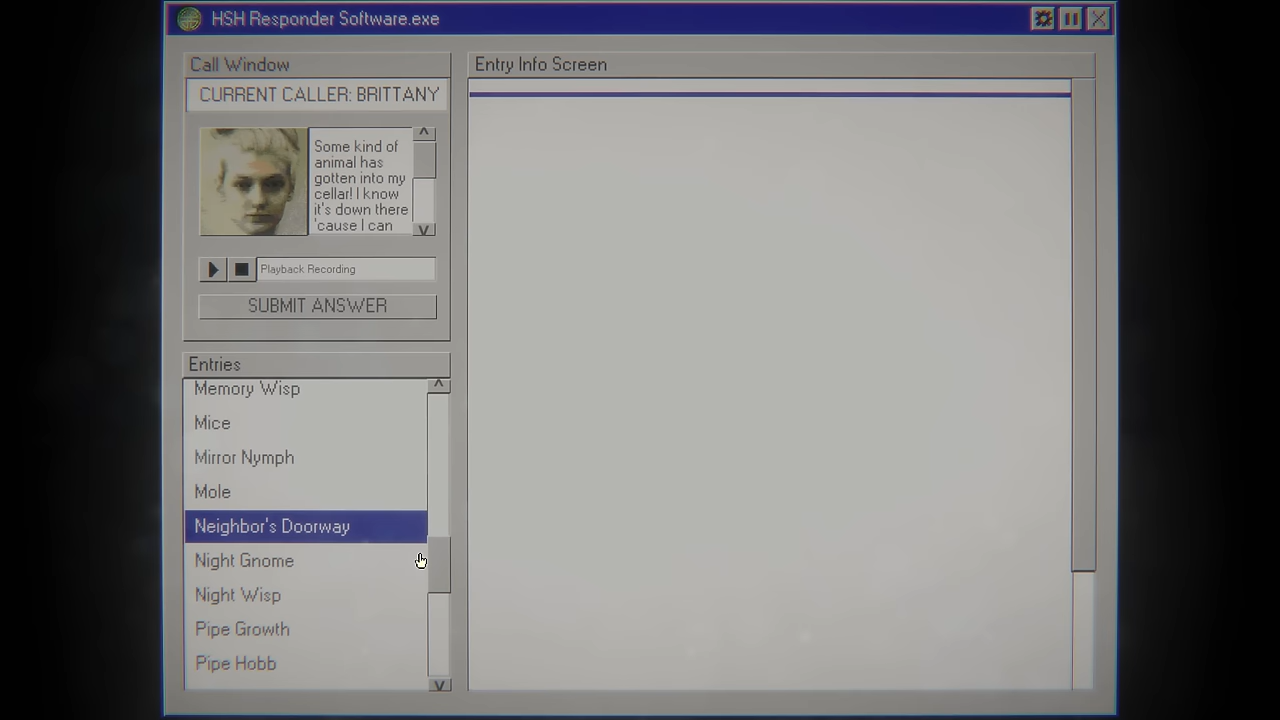 HSH Responder Software.exe
Call Window
CURRENT CALLER: BRITTANY
Some kind of
animal has
gotten into my
cellar! I know
it's down there
'cause I can
Playback Recording
SUBMIT ANSWER
Entries
Memory Wisp
Mice
Mirror Nymph
Mole
Neighbor's Doorway
Night Gnome
Night Wisp
Pipe Growth
Pipe Hobb
Entry Info Screen